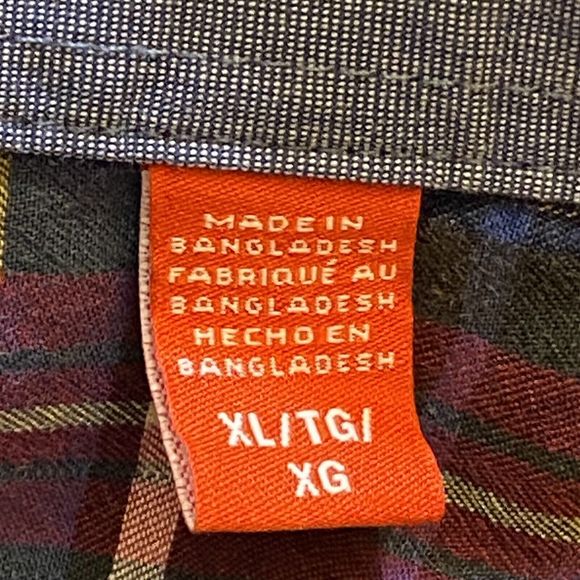 MADE IN
BANGLADESH
FABRIQUÉ AU
BANGLADESH
HECHO EN
BANGLADESH
XL/TG/
XG